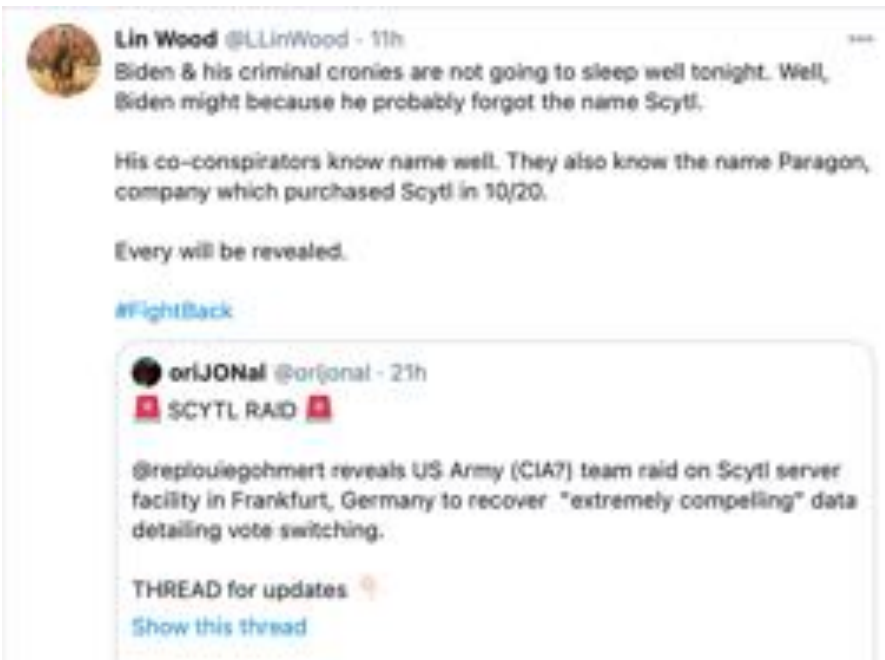 Lin Wood @LLinWood · 11h
Biden & his criminal cronies are not going to sleep well tonight. Well,
Biden might because he probably forgot the name Scytl.
His co-conspirators know name well. They also know the name Paragon,
company which purchased Scytl in 10/20.
Every will be revealed.
#FightBack
oriJONal @orijonal · 21h
🚨 SCYTL RAID 🚨
@replouiegohmert reveals US Army (CIA?) team raid on Scytl server
facility in Frankfurt, Germany to recover "extremely compelling" data
detailing vote switching.
THREAD for updates 👇🏻
Show this thread